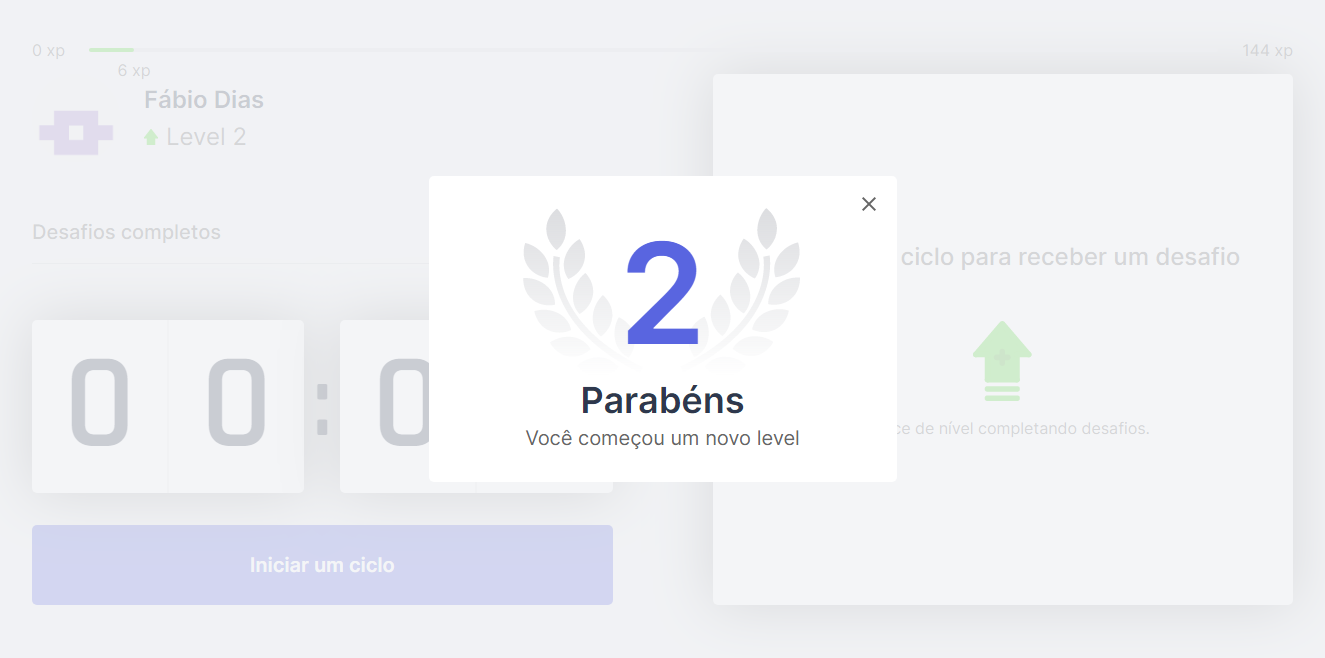 0 xp
144 xp
6 xp
Fábio Dias
Level 2
Desafios completos
0 0 : 0
Iniciar um ciclo
ciclo para receber um desafio
de nível completando desafios.
2
Parabéns
Você começou um novo level